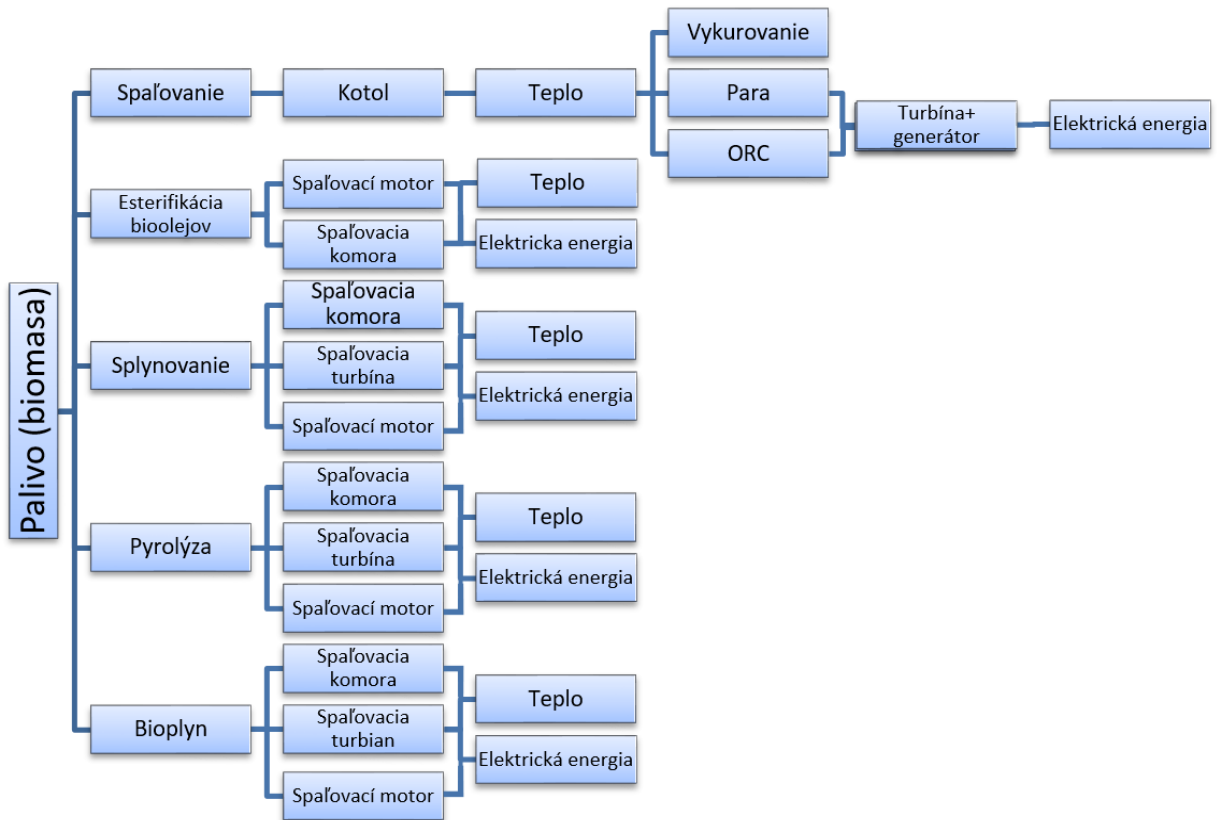 Palivo (biomasa)
Spaľovanie
Kotol
Teplo
Vykurovanie
Para
ORC
Turbína+
generátor
Elektrická energia
Esterifikácia
bioolejov
Spaľovací motor
Spaľovacia
komora
Teplo
Elektricka energia
Splynovanie
Spaľovacia
komora
Spaľovacia
turbína
Spaľovací motor
Teplo
Elektrická energia
Pyrolýza
Spaľovacia
komora
Spaľovacia
turbína
Spaľovací motor
Teplo
Elektrická energia
Bioplyn
Spaľovacia
komora
Spaľovacia
turbian
Spaľovací motor
Teplo
Elektrická energia